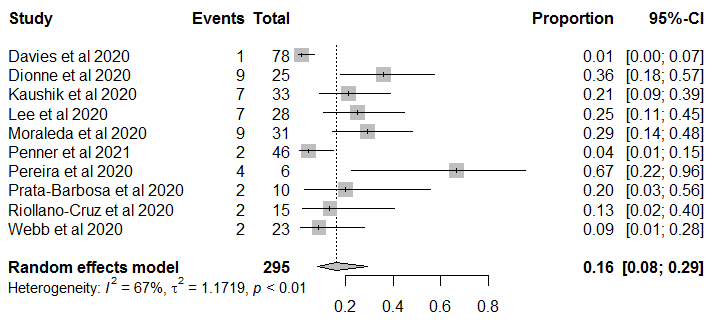 Study Events Total Proportion 95%-CI
Davies et al 2020 1 78 0.01 [0.00; 0.07]
Dionne et al 2020 9 25 0.36 [0.18; 0.57]
Kaushik et al 2020 7 33 0.21 [0.09; 0.39]
Lee et al 2020 7 28 0.25 [0.11; 0.45]
Moraleda et al 2020 9 31 0.29 [0.14; 0.48]
Penner et al 2021 2 46 0.04 [0.01; 0.15]
Pereira et al 2020 4 6 0.67 [0.22; 0.96]
Prata-Barbosa et al 2020 2 10 0.20 [0.03; 0.56]
Riollano-Cruz et al 2020 2 15 0.13 [0.02; 0.40]
Webb et al 2020 2 23 0.09 [0.01; 0.28]
Random effects model 295 0.16 [0.08; 0.29]
Heterogeneity: I² = 67%, τ² = 1.1719, p < 0.01
0.2 0.4 0.6 0.8